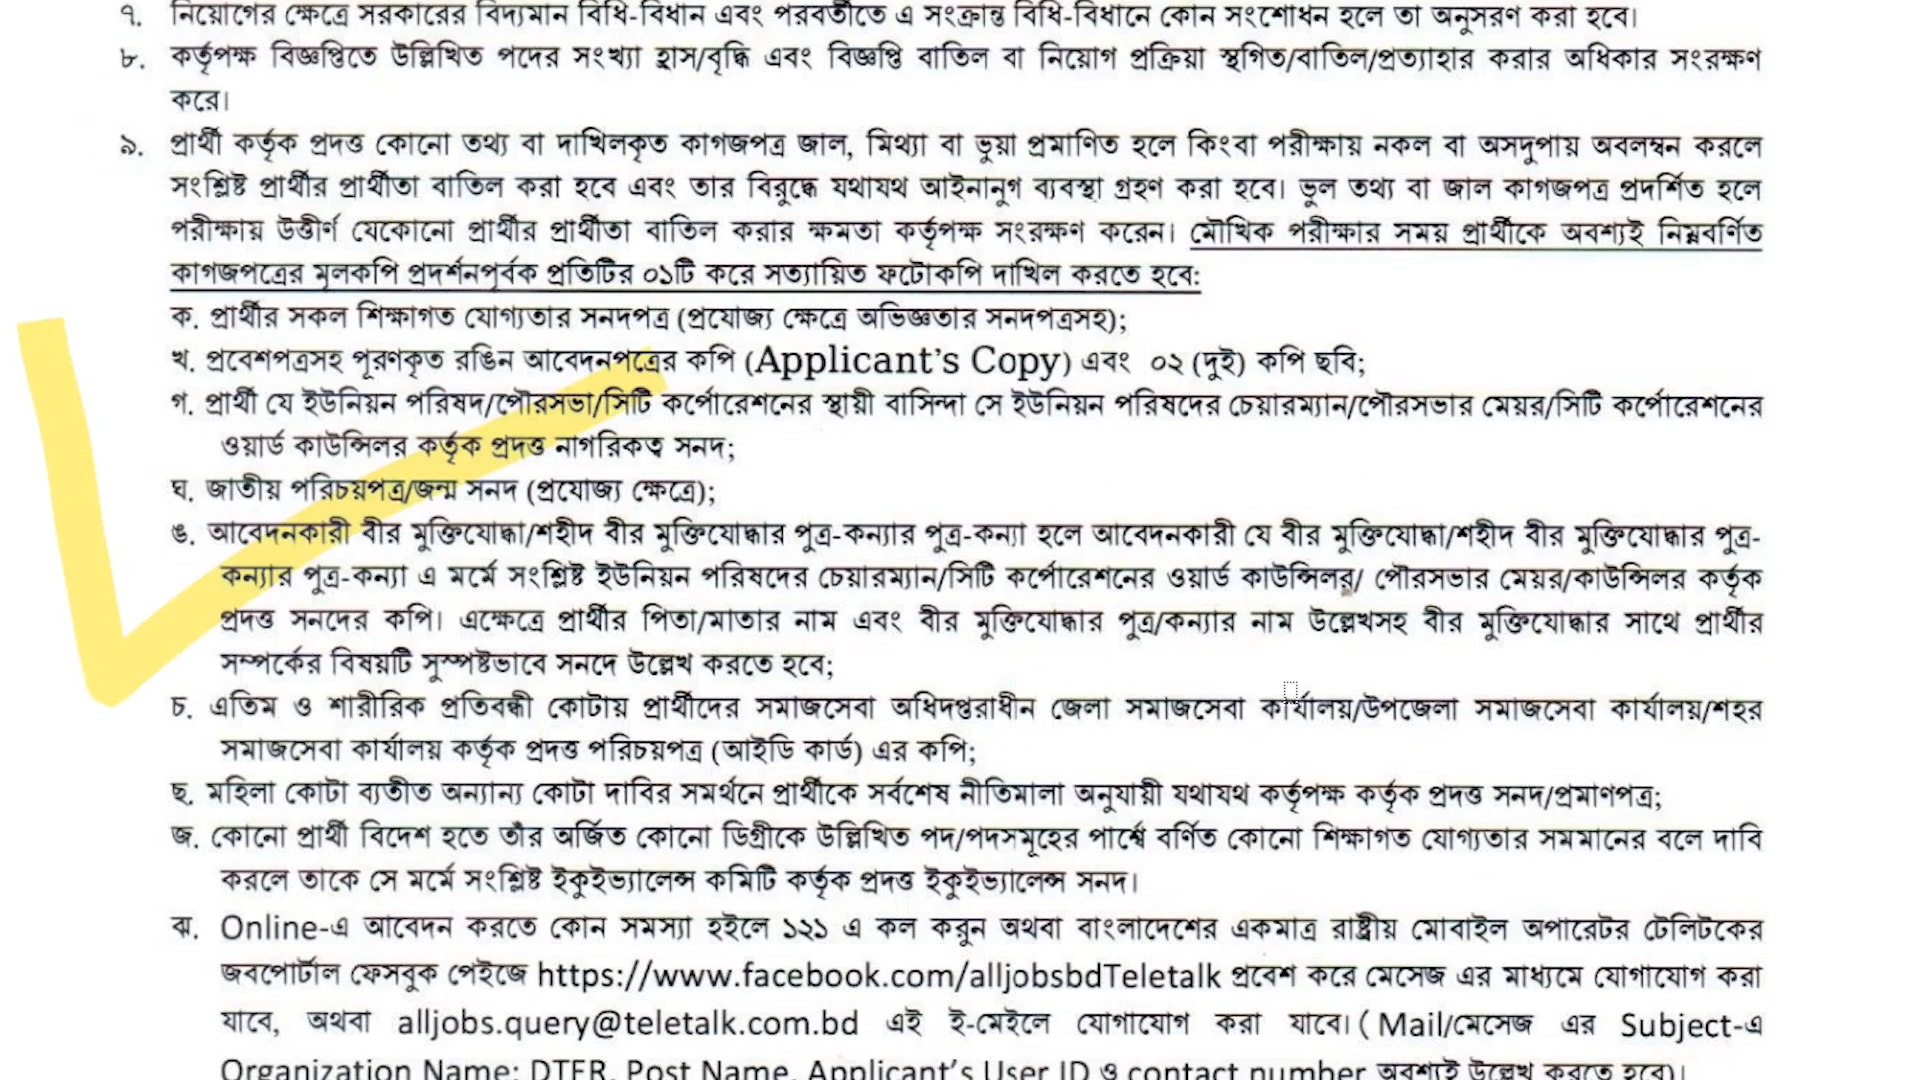 ৭. নিয়োগের ক্ষেত্রে সরকারের বিদ্যমান বিধি-বিধান এবং পরবর্তীতে এ সংক্রান্ত বিধি-বিধানে কোন সংশোধন হলে তা অনুসরণ করা হবে।
৮. কর্তৃপক্ষ বিজ্ঞপ্তিতে উল্লিখিত পদের সংখ্যা হ্রাস/বৃদ্ধি এবং বিজ্ঞপ্তি বাতিল বা নিয়োগ প্রক্রিয়া স্থগিত/বাতিল/প্রত্যাহার করার অধিকার সংরক্ষণ
করে।
৯. প্রার্থী কর্তৃক প্রদত্ত কোনো তথ্য বা দাখিলকৃত কাগজপত্র জাল, মিথ্যা বা ভুয়া প্রমাণিত হলে কিংবা পরীক্ষায় নকল বা অসদুপায় অবলম্বন করলে
সংশ্লিষ্ট প্রার্থীর প্রার্থীতা বাতিল করা হবে এবং তার বিরুদ্ধে যথাযথ আইনানুগ ব্যবস্থা গ্রহণ করা হবে। ভুল তথ্য বা জাল কাগজপত্র প্রদর্শিত হলে
পরীক্ষায় উত্তীর্ণ যেকোনো প্রার্থীর প্রার্থীতা বাতিল করার ক্ষমতা কর্তৃপক্ষ সংরক্ষণ করেন। মৌখিক পরীক্ষার সময় প্রার্থীকে অবশ্যই নিম্নবর্ণিত
কাগজপত্রের মূলকপি প্রদর্শনপূর্বক প্রতিটির ০১টি করে সত্যায়িত ফটোকপি দাখিল করতে হবে:
ক. প্রার্থীর সকল শিক্ষাগত যোগ্যতার সনদপত্র (প্রযোজ্য ক্ষেত্রে অভিজ্ঞতার সনদপত্রসহ);
খ. প্রবেশপত্রসহ পূরণকৃত রঙিন আবেদনপত্রের কপি (Applicant’s Copy) এবং ০২ (দুই) কপি ছবি;
গ. প্রার্থী যে ইউনিয়ন পরিষদ/পৌরসভা/সিটি কর্পোরেশনের স্থায়ী বাসিন্দা সে ইউনিয়ন পরিষদের চেয়ারম্যান/পৌরসভার মেয়র/সিটি কর্পোরেশনের
ওয়ার্ড কাউন্সিলর কর্তৃক প্রদত্ত নাগরিকত্ব সনদ;
ঘ. জাতীয় পরিচয়পত্র/জন্ম সনদ (প্রযোজ্য ক্ষেত্রে);
ঙ. আবেদনকারী বীর মুক্তিযোদ্ধা/শহীদ বীর মুক্তিযোদ্ধার পুত্র-কন্যার পুত্র-কন্যা হলে আবেদনকারী যে বীর মুক্তিযোদ্ধা/শহীদ বীর মুক্তিযোদ্ধার পুত্র-
কন্যার পুত্র-কন্যা এ মর্মে সংশ্লিষ্ট ইউনিয়ন পরিষদের চেয়ারম্যান/সিটি কর্পোরেশনের ওয়ার্ড কাউন্সিলর/ পৌরসভার মেয়র/কাউন্সিলর কর্তৃক
প্রদত্ত সনদের কপি। এক্ষেত্রে প্রার্থীর পিতা/মাতার নাম এবং বীর মুক্তিযোদ্ধার পুত্র/কন্যার নাম উল্লেখসহ বীর মুক্তিযোদ্ধার সাথে প্রার্থীর
সম্পর্কের বিষয়টি সুস্পষ্টভাবে সনদে উল্লেখ করতে হবে;
চ. এতিম ও শারীরিক প্রতিবন্ধী কোটায় প্রার্থীদের সমাজসেবা অধিদপ্তরাধীন জেলা সমাজসেবা কার্যালয়/উপজেলা সমাজসেবা কার্যালয়/শহর
সমাজসেবা কার্যালয় কর্তৃক প্রদত্ত পরিচয়পত্র (আইডি কার্ড) এর কপি;
ছ. মহিলা কোটা ব্যতীত অন্যান্য কোটা দাবির সমর্থনে প্রার্থীকে সর্বশেষ নীতিমালা অনুযায়ী যথাযথ কর্তৃপক্ষ কর্তৃক প্রদত্ত সনদ/প্রমাণপত্র;
জ. কোনো প্রার্থী বিদেশ হতে তাঁর অর্জিত কোনো ডিগ্রীকে উল্লিখিত পদ/পদসমূহের পার্শ্বে বর্ণিত কোনো শিক্ষাগত যোগ্যতার সমমানের বলে দাবি
করলে তাকে সে মর্মে সংশ্লিষ্ট ইকুইভ্যালেন্স কমিটি কর্তৃক প্রদত্ত ইকুইভ্যালেন্স সনদ।
ঝ. Online-এ আবেদন করতে কোন সমস্যা হইলে ১২১ এ কল করুন অথবা বাংলাদেশের একমাত্র রাষ্ট্রীয় মোবাইল অপারেটর টেলিটকের
জবপোর্টাল ফেসবুক পেইজে https://www.facebook.com/alljobsbdTeletalk প্রবেশ করে মেসেজ এর মাধ্যমে যোগাযোগ করা
যাবে, অথবা alljobs.query@teletalk.com.bd এই ই-মেইলে যোগাযোগ করা যাবে। ( Mail/মেসেজ এর Subject-এ
Organization Name: DTER, Post Name, Applicant’s User ID ও contact number অবশ্যই উল্লেখ করতে হবে)।